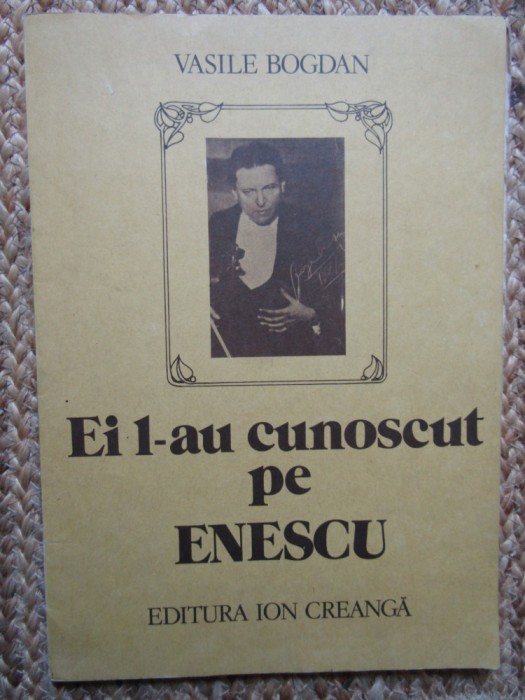 VASILE BOGDAN
Ei l-au cunoscut
pe
ENESCU
EDITURA ION CREANGĂ